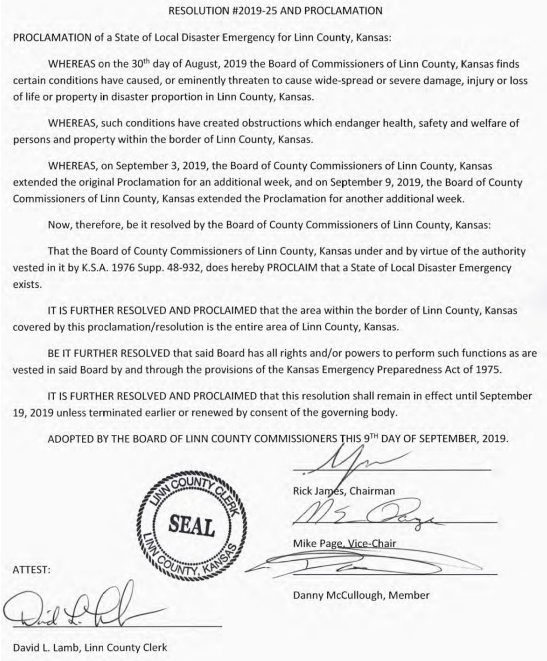 RESOLUTION #2019-25 AND PROCLAMATION
PROCLAMATION of a State of Local Disaster Emergency for Linn County, Kansas:
WHEREAS on the 30th day of August, 2019 the Board of Commissioners of Linn County, Kansas finds
certain conditions have caused, or eminently threaten to cause wide-spread or severe damage, injury or loss
of life or property in disaster proportion in Linn County, Kansas.
WHEREAS, such conditions have created obstructions which endanger health, safety and welfare of
persons and property within the border of Linn County, Kansas.
WHEREAS, on September 3, 2019, the Board of County Commissioners of Linn County, Kansas
extended the original Proclamation for an additional week, and on September 9, 2019, the Board of County
Commissioners of Linn County, Kansas extended the Proclamation for another additional week.
Now, therefore, be it resolved by the Board of County Commissioners of Linn County, Kansas:
That the Board of County Commissioners of Linn County, Kansas under and by virtue of the authority
vested in it by K.S.A. 1976 Supp. 48-932, does hereby PROCLAIM that a State of Local Disaster Emergency
exists.
IT IS FURTHER RESOLVED AND PROCLAIMED that the area within the border of Linn County, Kansas
covered by this proclamation/resolution is the entire area of Linn County, Kansas.
BE IT FURTHER RESOLVED that said Board has all rights and/or powers to perform such functions as are
vested in said Board by and through the provisions of the Kansas Emergency Preparedness Act of 1975.
IT IS FURTHER RESOLVED AND PROCLAIMED that this resolution shall remain in effect until September
19, 2019 unless terminated earlier or renewed by consent of the governing body.
ADOPTED BY THE BOARD OF LINN COUNTY COMMISSIONERS THIS 9TH DAY OF SEPTEMBER, 2019.
Rick James, Chairman
LINN COUNTY CLERK
SEAL
LINN COUNTY, KANSAS
M E Page
Mike Page, Vice-Chair
Danny McCullough, Member
ATTEST:
David L. Lamb
David L. Lamb, Linn County Clerk